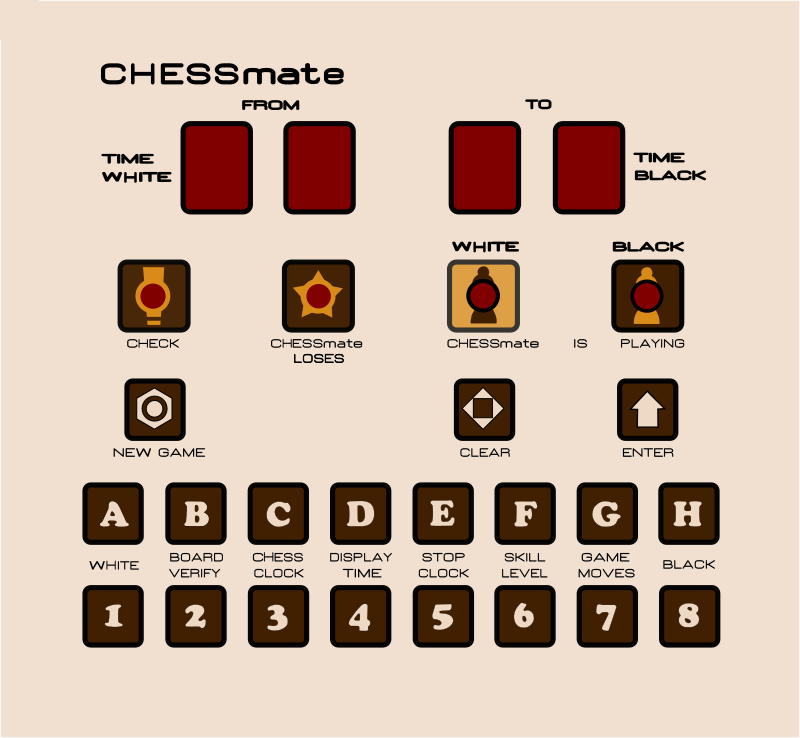 CHESSmate
FROM TO
TIME WHITE
TIME BLACK
WHITE BLACK
CHECK
CHESSmate LOSES
CHESSmate IS PLAYING
NEW GAME CLEAR ENTER
A B C D E F G H
WHITE
BOARD VERIFY
CHESS CLOCK
DISPLAY TIME
STOP CLOCK
SKILL LEVEL
GAME MOVES
BLACK
1 2 3 4 5 6 7 8